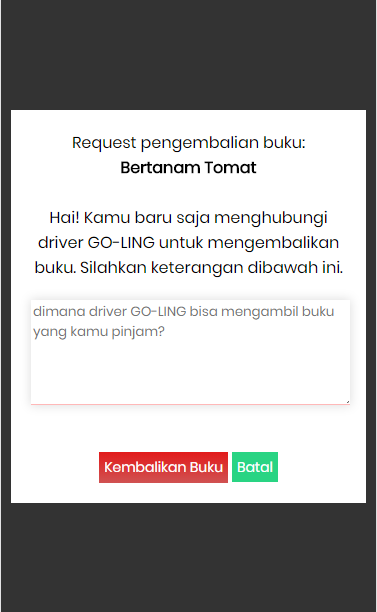 Request pengembalian buku:
Bertanam Tomat
Hai! Kamu baru saja menghubungi
driver GO-LING untuk mengembalikan
buku. Silahkan keterangan dibawah ini.
dimana driver GO-LING bisa mengambil buku
yang kamu pinjam?
Kembalikan Buku Batal